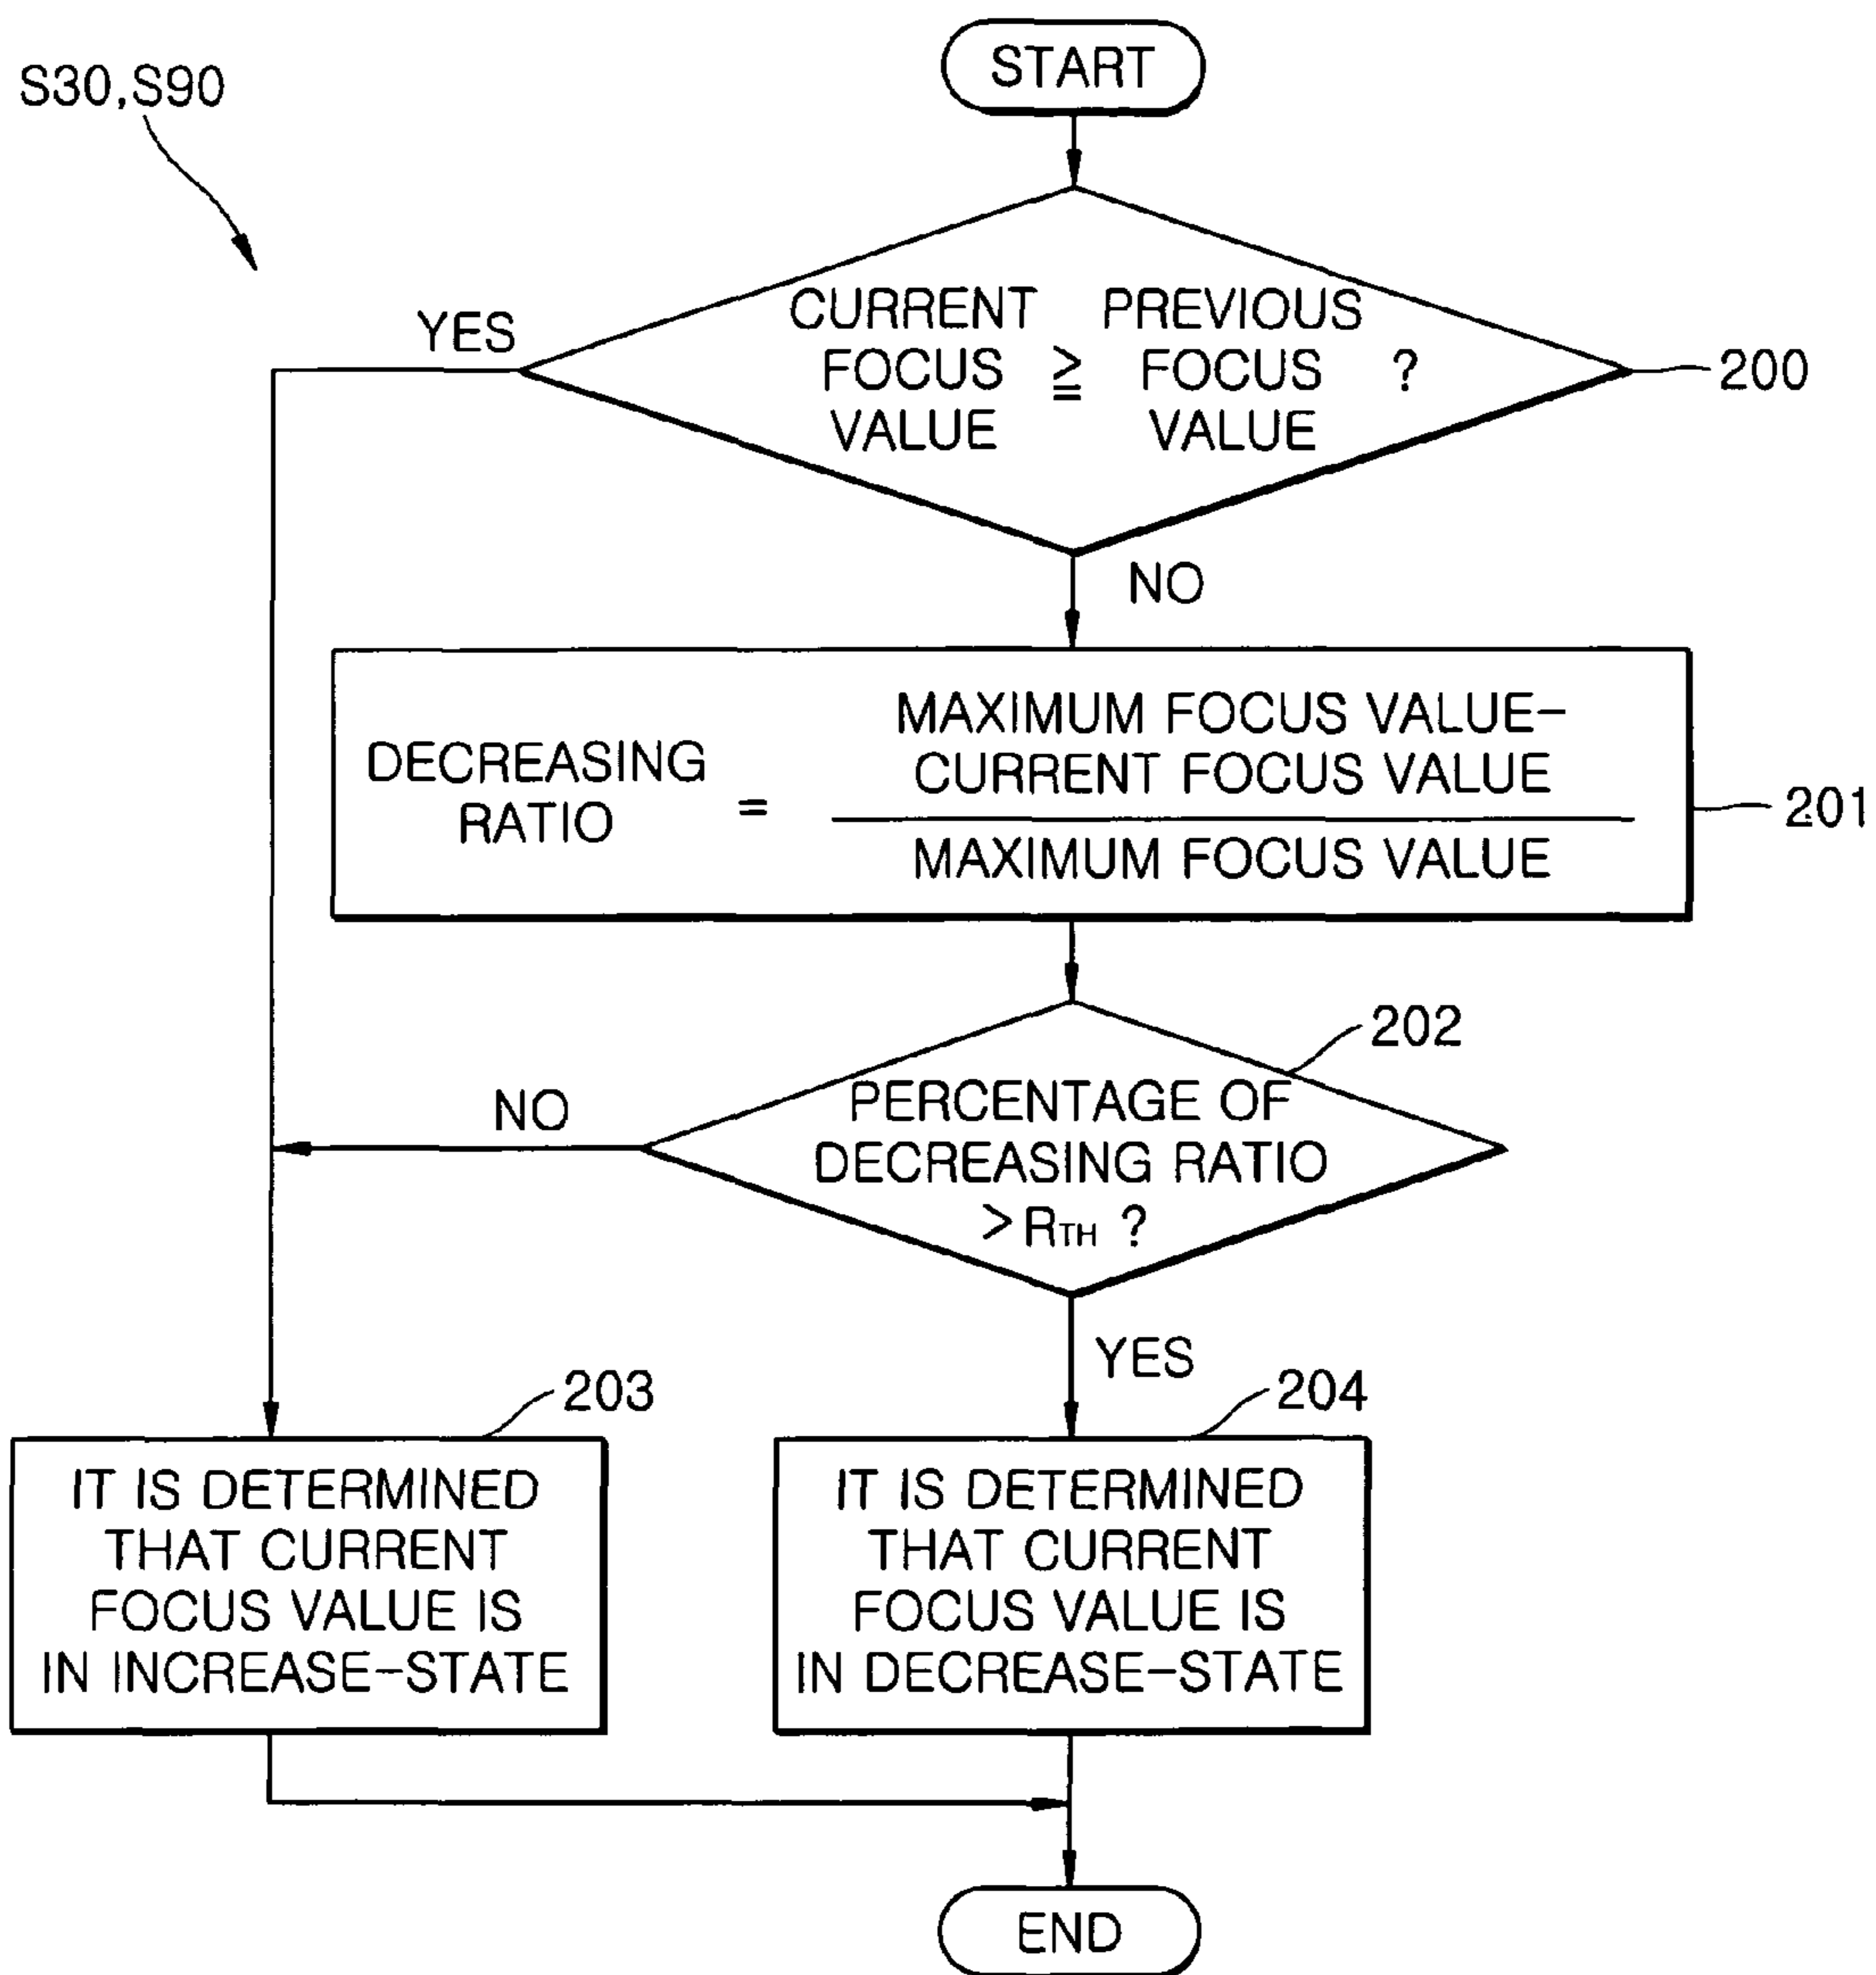 START
S30,S90
YES
CURRENT PREVIOUS
FOCUS ≧ FOCUS ?
VALUE VALUE
200
NO
MAXIMUM FOCUS VALUE-
CURRENT FOCUS VALUE
DECREASING
RATIO =
MAXIMUM FOCUS VALUE
201
202
NO
PERCENTAGE OF
DECREASING RATIO
>RTH ?
YES
203
204
IT IS DETERMINED
THAT CURRENT
FOCUS VALUE IS
IN INCREASE-STATE
IT IS DETERMINED
THAT CURRENT
FOCUS VALUE IS
IN DECREASE-STATE
END